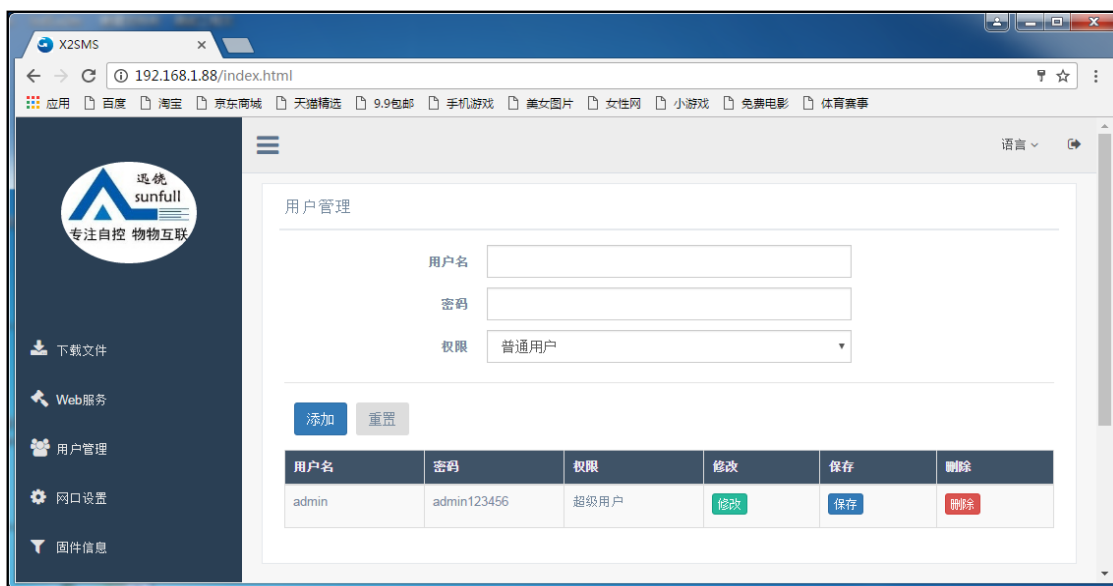 X2SMS
192.168.1.88/index.html
应用 百度 淘宝 京东商城 天猫精选 9.9包邮 手机游戏 美女图片 女性网 小游戏 免费电影 体育赛事
语言
迅饶
sunfull
专注自控 物物互联
用户管理
用户名
密码
权限 普通用户
下载文件
Web服务
用户管理
网口设置
固件信息
添加 重置
用户名 密码 权限 修改 保存 删除
admin admin123456 超级用户 修改 保存 删除